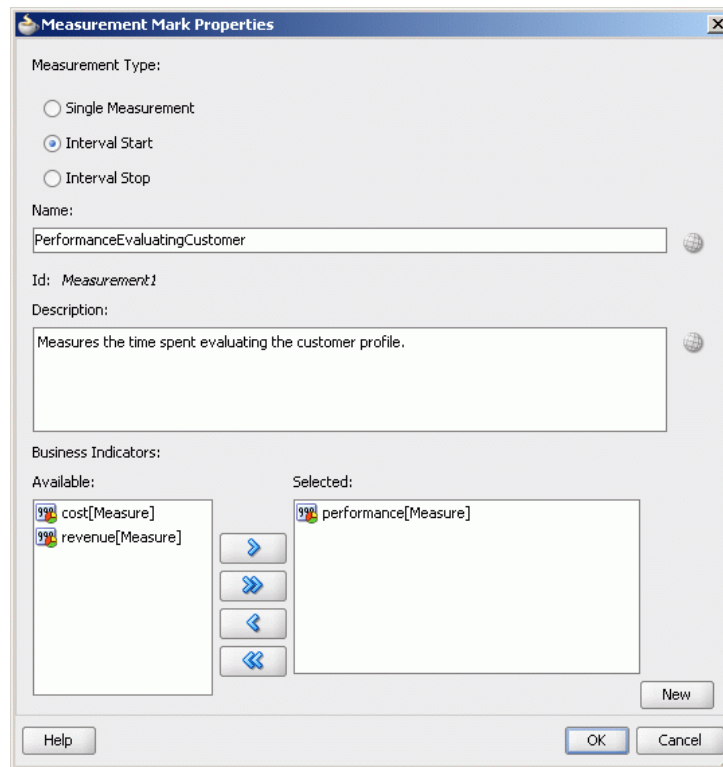 Measurement Mark Properties
Measurement Type:
Single Measurement
Interval Start
Interval Stop
Name:
PerformanceEvaluatingCustomer
Id: Measurement1
Description:
Measures the time spent evaluating the customer profile.
Business Indicators:
Available:
Selected:
cost[Measure]
revenue[Measure]
performance[Measure]
New
Help
OK
Cancel